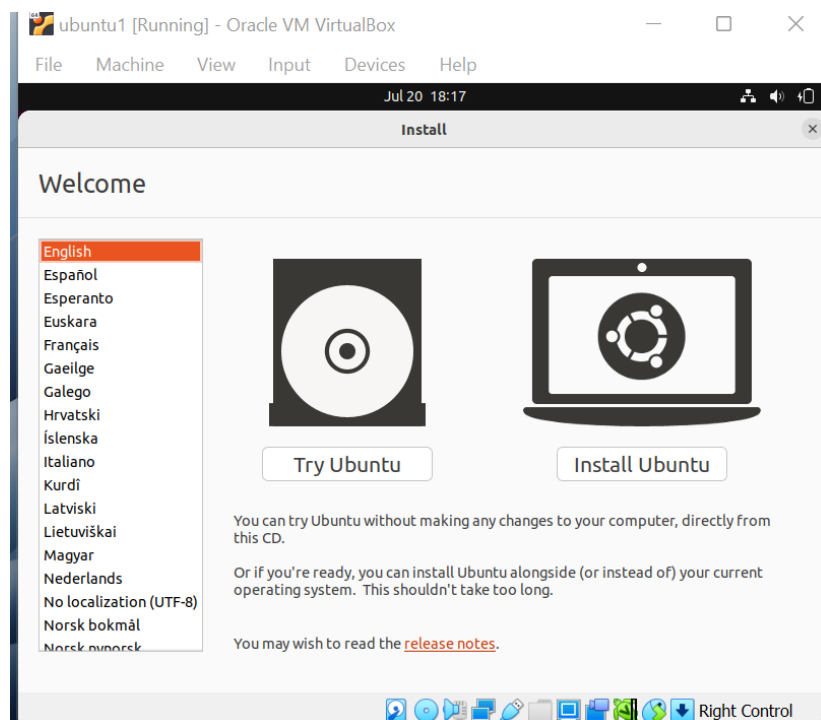 ubuntu1 [Running] - Oracle VM VirtualBox
File Machine View Input Devices Help
Jul 20 18:17
Install
Welcome
English
Español
Esperanto
Euskara
Français
Gaeilge
Galego
Hrvatski
Íslenska
Italiano
Kurdî
Latviski
Lietuviškai
Magyar
Nederlands
No localization (UTF-8)
Norsk bokmål
Norsk nynorsk
Try Ubuntu
Install Ubuntu
You can try Ubuntu without making any changes to your computer, directly from
this CD.
Or if you're ready, you can install Ubuntu alongside (or instead of) your current
operating system. This shouldn't take too long.
You may wish to read the release notes.
Right Control